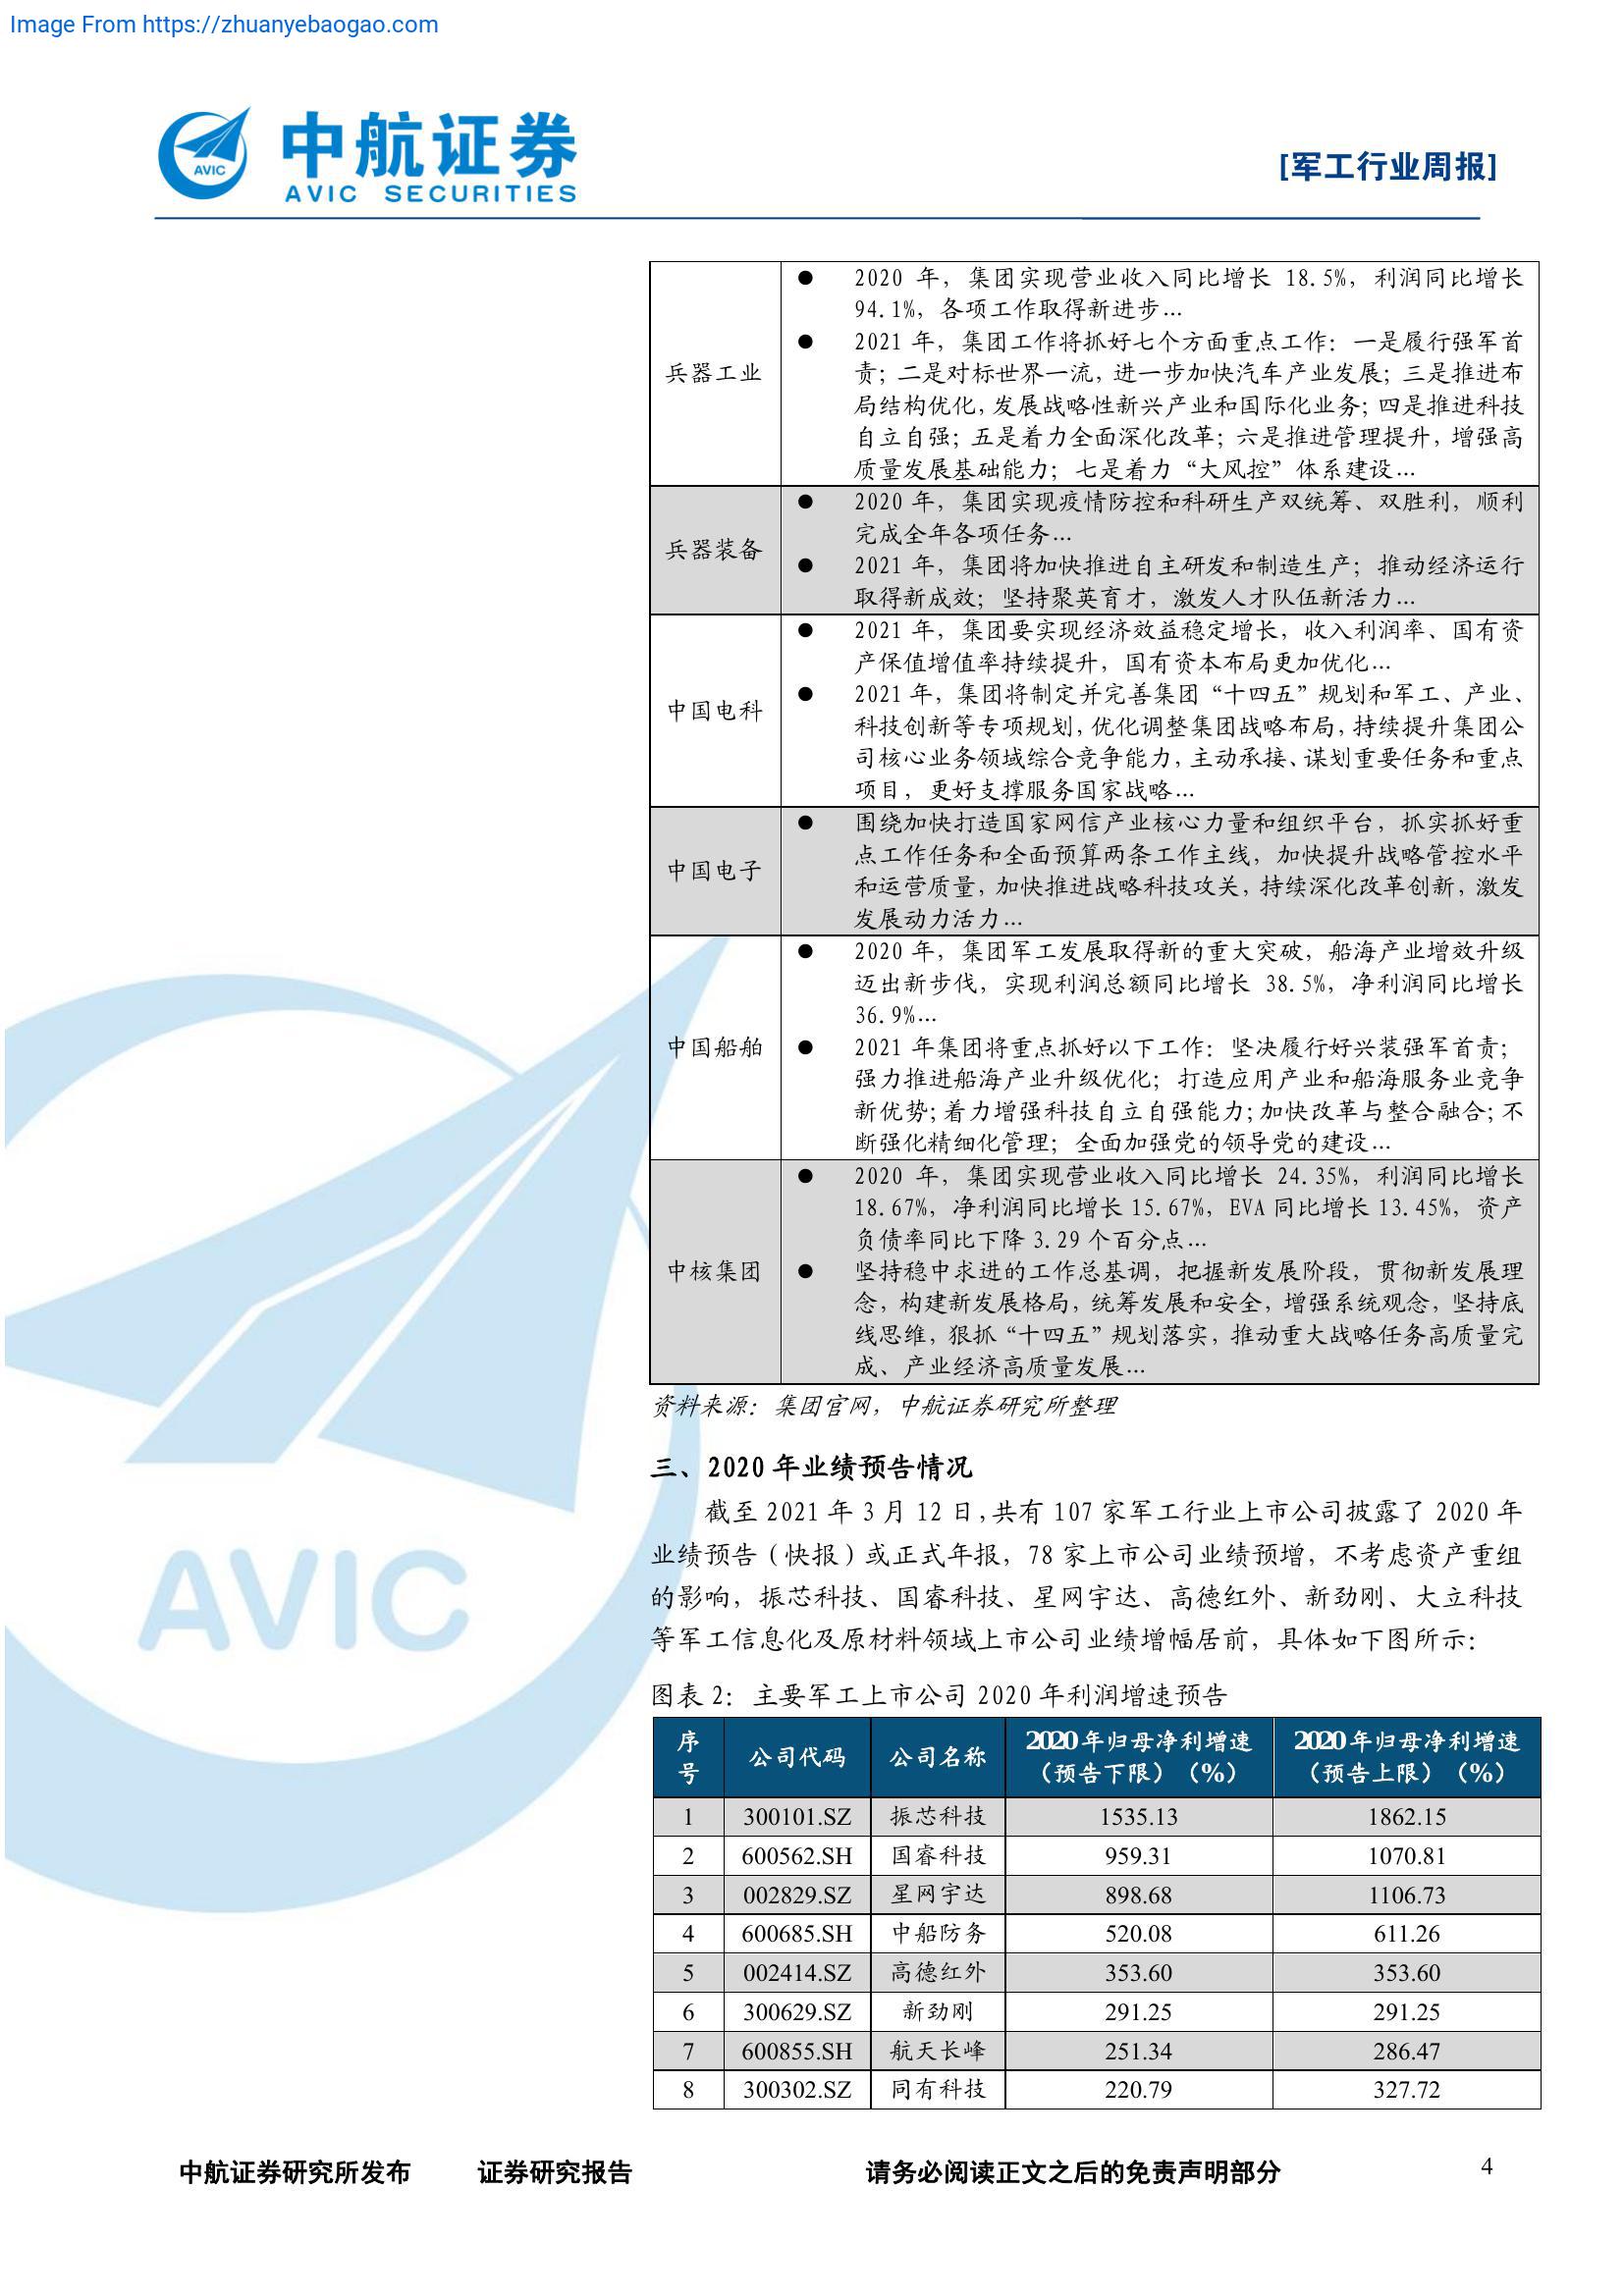 Image From https://zhuanyebaogao.com
AVIC
中航证券
AVIC SECURITIES
[军工行业周报]
兵器工业
● 2020 年，集团实现营业收入同比增长 18.5%，利润同比增长
94.1%，各项工作取得新进步…
● 2021 年，集团工作将抓好七个方面重点工作：一是履行强军首
责；二是对标世界一流，进一步加快汽车产业发展；三是推进布
局结构优化，发展战略性新兴产业和国际化业务；四是推进科技
自立自强；五是着力全面深化改革；六是推进管理提升，增强高
质量发展基础能力；七是着力“大风控”体系建设…
兵器装备
● 2020 年，集团实现疫情防控和科研生产双统筹、双胜利，顺利
完成全年各项任务…
● 2021 年，集团将加快推进自主研发和制造生产；推动经济运行
取得新成效；坚持聚英育才，激发人才队伍新活力…
中国电科
● 2021 年，集团要实现经济效益稳定增长，收入利润率、国有资
产保值增值率持续提升，国有资本布局更加优化…
● 2021 年，集团将制定并完善集团“十四五”规划和军工、产业、
科技创新等专项规划，优化调整集团战略布局，持续提升集团公
司核心业务领域综合竞争能力，主动承接、谋划重要任务和重点
项目，更好支撑服务国家战略…
中国电子
● 围绕加快打造国家网信产业核心力量和组织平台，抓实抓好重
点工作任务和全面预算两条工作主线，加快提升战略管控水平
和运营质量，加快推进战略科技攻关，持续深化改革创新，激发
发展动力活力…
中国船舶
● 2020 年，集团军工发展取得新的重大突破，船海产业增效升级
迈出新步伐，实现利润总额同比增长 38.5%，净利润同比增长
36.9%…
● 2021 年集团将重点抓好以下工作：坚决履行好兴装强军首责；
强力推进船海产业升级优化；打造应用产业和船海服务业竞争
新优势；着力增强科技自立自强能力；加快改革与整合融合；不
断强化精细化管理；全面加强党的领导党的建设…
中核集团
● 2020 年，集团实现营业收入同比增长 24.35%，利润同比增长
18.67%，净利润同比增长 15.67%，EVA 同比增长 13.45%，资产
负债率同比下降 3.29 个百分点…
● 坚持稳中求进的工作总基调，把握新发展阶段，贯彻新发展理
念，构建新发展格局，统筹发展和安全，增强系统观念，坚持底
线思维，狠抓“十四五”规划落实，推动重大战略任务高质量完
成、产业经济高质量发展…
资料来源：集团官网，中航证券研究所整理
三、2020 年业绩预告情况
截至 2021 年 3 月 12 日，共有 107 家军工行业上市公司披露了 2020 年
业绩预告（快报）或正式年报，78 家上市公司业绩预增，不考虑资产重组
的影响，振芯科技、国睿科技、星网宇达、高德红外、新劲刚、大立科技
等军工信息化及原材料领域上市公司业绩增幅居前，具体如下图所示：
AVIC
图表 2：主要军工上市公司 2020 年利润增速预告
序号 公司代码 公司名称 2020年归母净利增速（预告下限）（%） 2020年归母净利增速（预告上限）（%）
1 300101.SZ 振芯科技 1535.13 1862.15
2 600562.SH 国睿科技 959.31 1070.81
3 002829.SZ 星网宇达 898.68 1106.73
4 600685.SH 中船防务 520.08 611.26
5 002414.SZ 高德红外 353.60 353.60
6 300629.SZ 新劲刚 291.25 291.25
7 600855.SH 航天长峰 251.34 286.47
8 300302.SZ 同有科技 220.79 327.72
中航证券研究所发布 证券研究报告 请务必阅读正文之后的免责声明部分 4